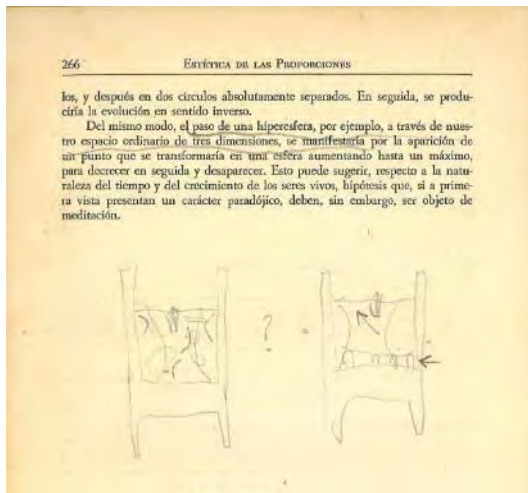 266
ESTÉTICA DE LAS PROPORCIONES
los, y después en dos círculos absolutamente separados. En seguida, se produ-
ciría la evolución en sentido inverso.
Del mismo modo, el paso de una hiperesfera, por ejemplo, a través de nues-
tro espacio ordinario de tres dimensiones, se manifestaría por la aparición de
un punto que se transformaría en una esfera aumentando hasta un máximo,
para decrecer en seguida y desaparecer. Esto puede sugerir, respecto a la natu-
raleza del tiempo y del crecimiento de los seres vivos, hipótesis que, si a prime-
ra vista presentan un carácter paradójico, deben, sin embargo, ser objeto de
meditación.
?